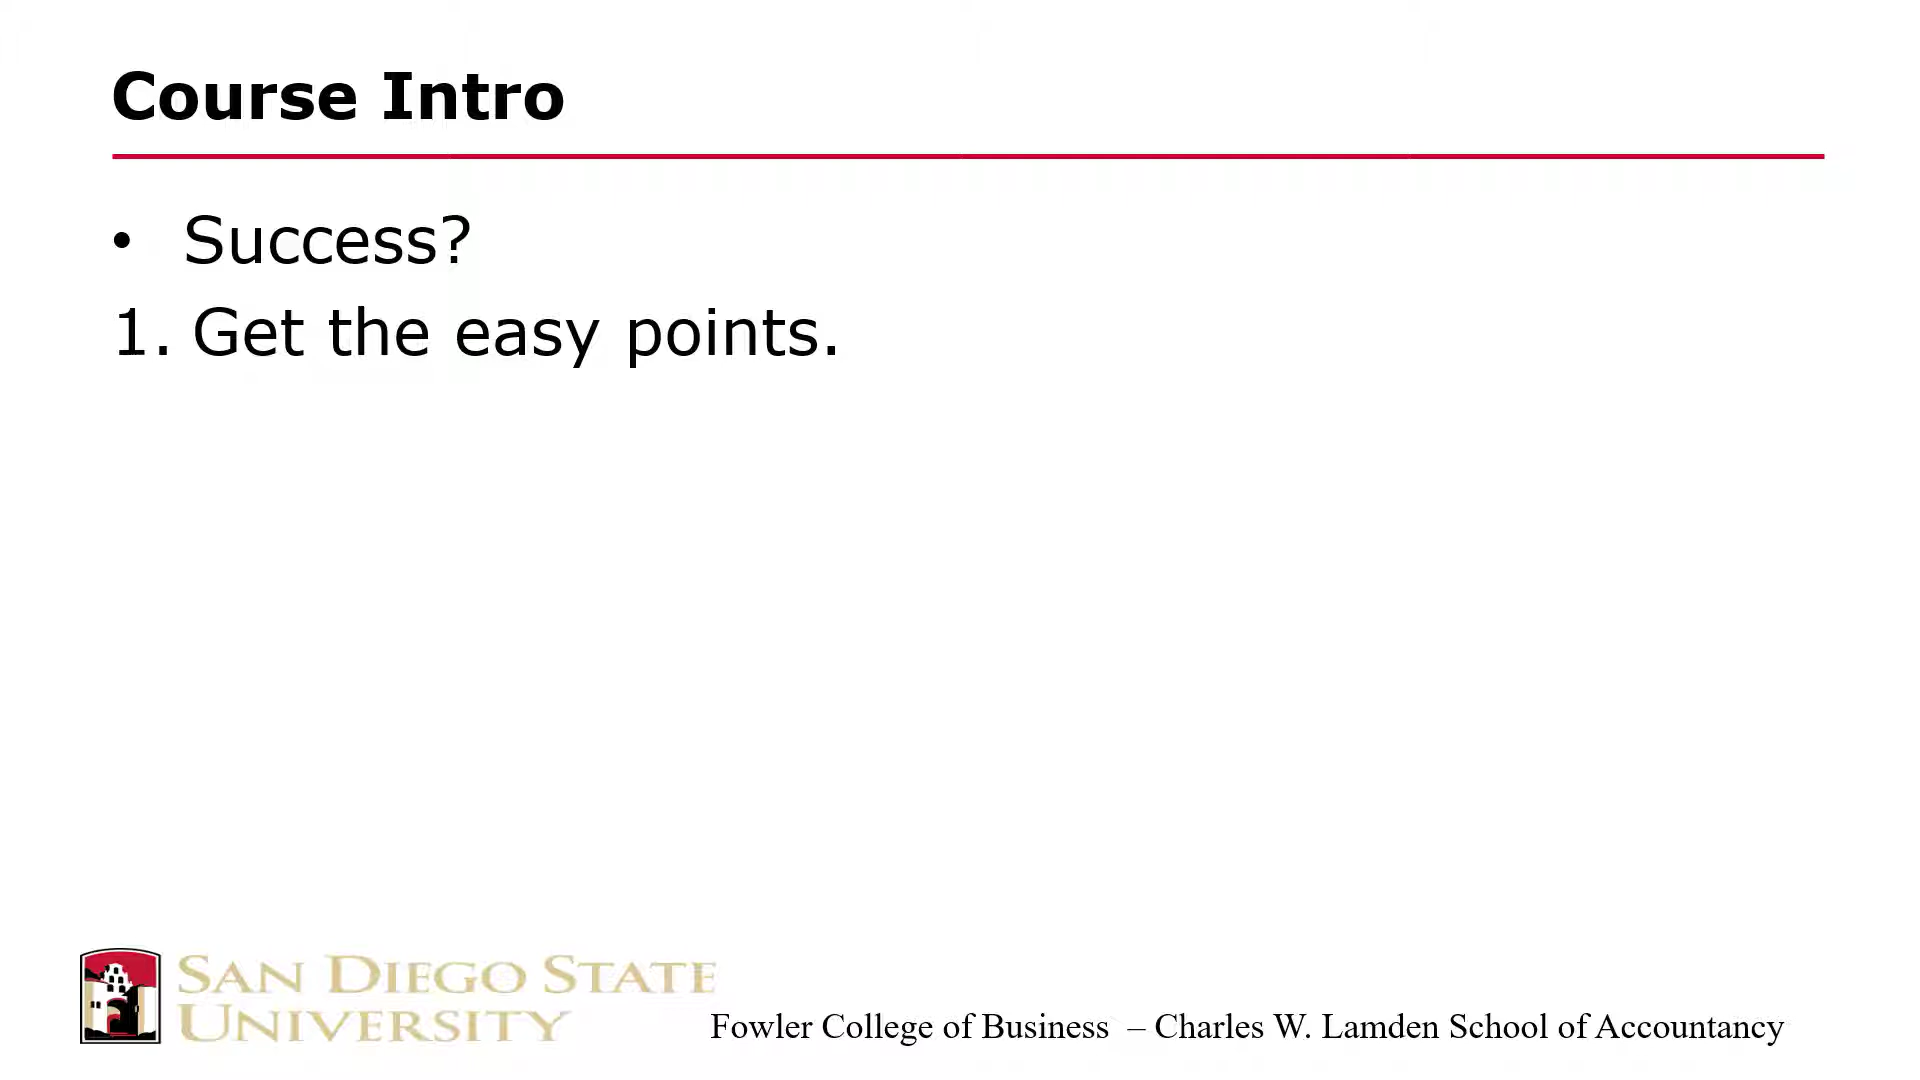 Course Intro
• Success?
1. Get the easy points.
SAN DIEGO STATE
UNIVERSITY
Fowler College of Business – Charles W. Lamden School of Accountancy